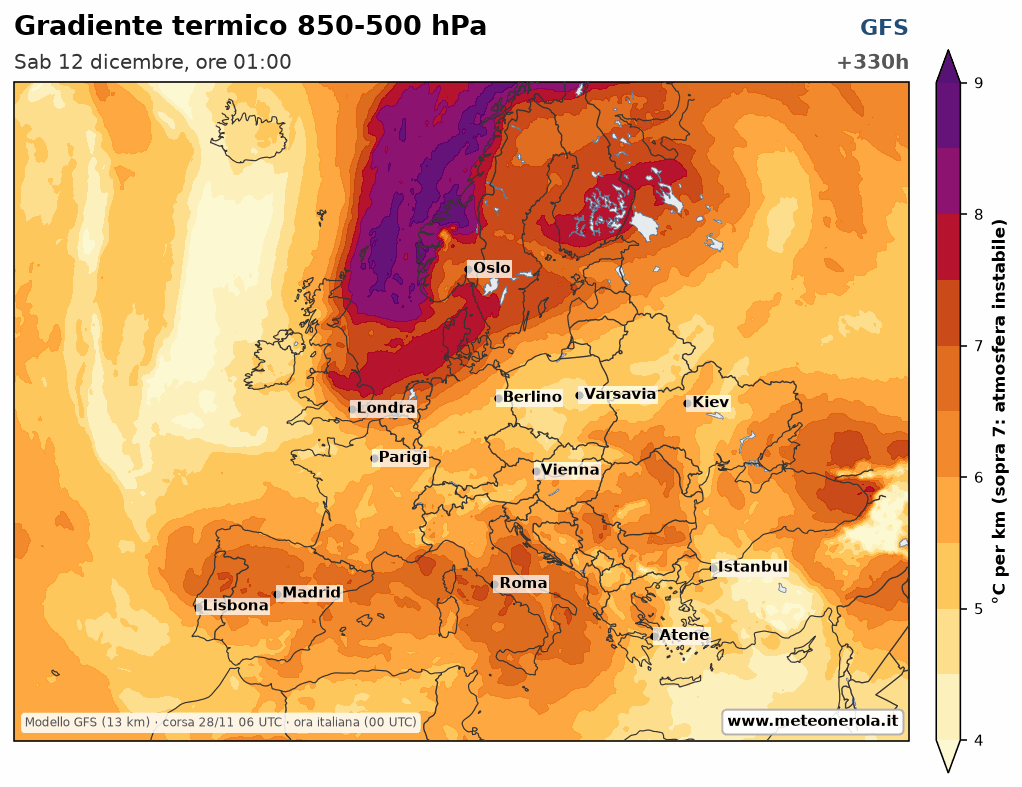 Gradiente termico 850-500 hPa
GFS
Sab 12 dicembre, ore 01:00
+330h
9
8
7
6
5
4
°C per km (sopra 7: atmosfera instabile)
Oslo
Londra
Berlino
Varsavia
Kiev
Parigi
Vienna
Istanbul
Roma
Madrid
Lisbona
Atene
Modello GFS (13 km) · corsa 28/11 06 UTC · ora italiana (00 UTC)
www.meteonerola.it